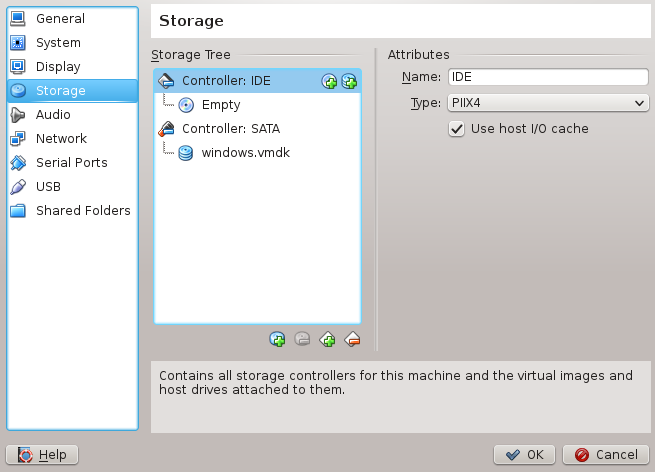 General
System
Display
Storage
Audio
Network
Serial Ports
USB
Shared Folders
Storage
Storage Tree
Controller: IDE
Empty
Controller: SATA
windows.vmdk
Attributes
Name: IDE
Type: PIIX4
Use host I/O cache
Contains all storage controllers for this machine and the virtual images and
host drives attached to them.
Help
OK
Cancel